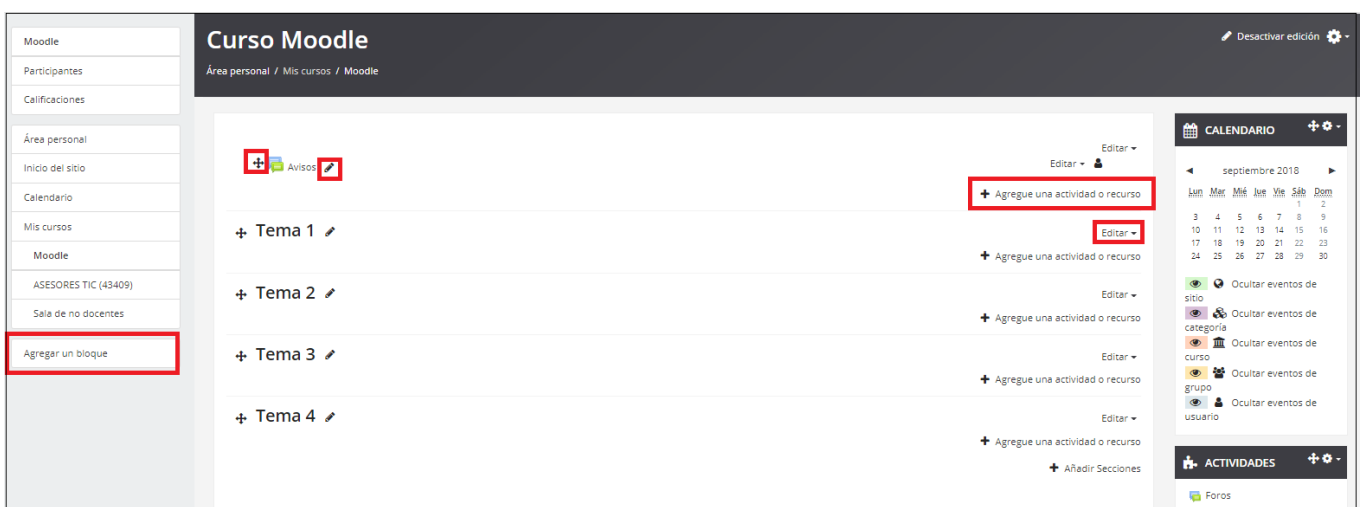 Moodle
Participantes
Calificaciones
Área personal
Inicio del sitio
Calendario
Mis cursos
Moodle
ASESORES TIC (43409)
Sala de no docentes
Agregar un bloque
Curso Moodle
Área personal / Mis cursos / Moodle
Desactivar edición
Editar
Avisos
Editar
Agregue una actividad o recurso
Tema 1
Editar
Agregue una actividad o recurso
Tema 2
Editar
Agregue una actividad o recurso
Tema 3
Editar
Agregue una actividad o recurso
Tema 4
Editar
Agregue una actividad o recurso
Añadir Secciones
CALENDARIO
septiembre 2018
Lun Mar Mié Jue Vie Sáb Dom
1 2
3 4 5 6 7 8 9
10 11 12 13 14 15 16
17 18 19 20 21 22 23
24 25 26 27 28 29 30
Ocultar eventos de
sitio
Ocultar eventos de
categoría
Ocultar eventos de
curso
Ocultar eventos de
grupo
Ocultar eventos de
usuario
ACTIVIDADES
Foros